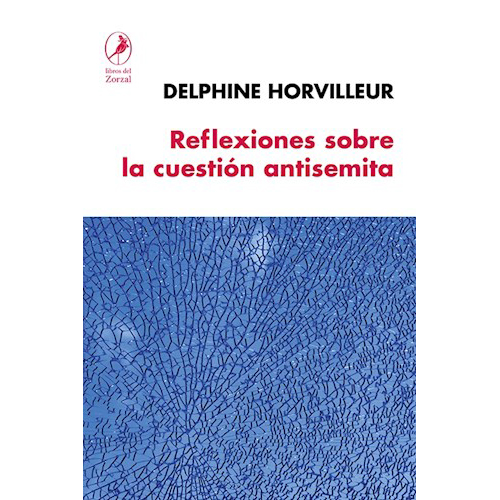 libros del
Zorzal
DELPHINE HORVILLEUR
Reflexiones sobre
la cuestión antisemita